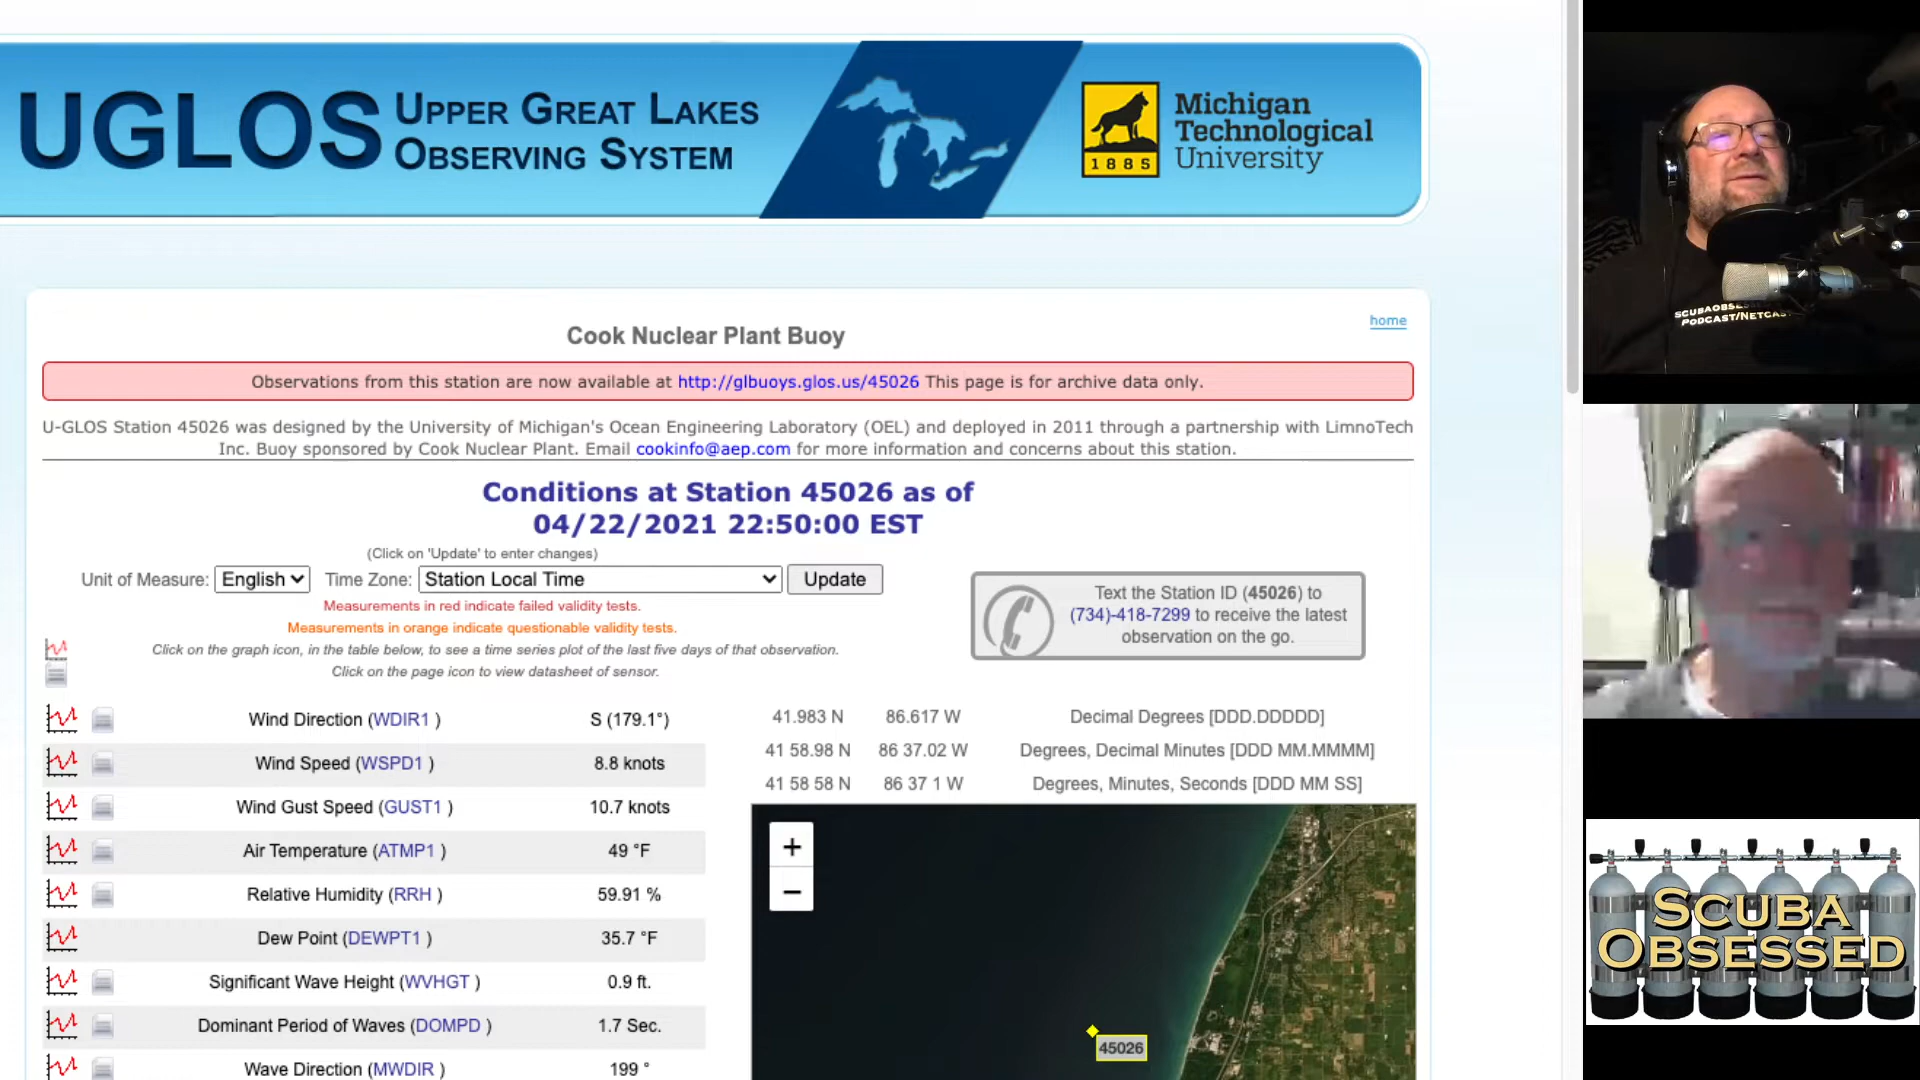 UGLOS UPPER GREAT LAKES OBSERVING SYSTEM
Michigan Technological University
1885
home
Cook Nuclear Plant Buoy
Observations from this station are now available at http://glbuoys.glos.us/45026 This page is for archive data only.
U-GLOS Station 45026 was designed by the University of Michigan's Ocean Engineering Laboratory (OEL) and deployed in 2011 through a partnership with LimnoTech
Inc. Buoy sponsored by Cook Nuclear Plant. Email cookinfo@aep.com for more information and concerns about this station.
Conditions at Station 45026 as of
04/22/2021 22:50:00 EST
(Click on 'Update' to enter changes)
Unit of Measure: English Time Zone: Station Local Time Update
Measurements in red indicate failed validity tests.
Measurements in orange indicate questionable validity tests.
Click on the graph icon, in the table below, to see a time series plot of the last five days of that observation.
Click on the page icon to view datasheet of sensor.
Text the Station ID (45026) to
(734)-418-7299 to receive the latest
observation on the go.
Wind Direction (WDIR1 ) S (179.1°)
Wind Speed (WSPD1 ) 8.8 knots
Wind Gust Speed (GUST1 ) 10.7 knots
Air Temperature (ATMP1 ) 49 °F
Relative Humidity (RRH ) 59.91 %
Dew Point (DEWPT1 ) 35.7 °F
Significant Wave Height (WVHGT ) 0.9 ft.
Dominant Period of Waves (DOMPD ) 1.7 Sec.
Wave Direction (MWDIR ) 199 °
41.983 N 86.617 W Decimal Degrees [DDD.DDDDD]
41 58.98 N 86 37.02 W Degrees, Decimal Minutes [DDD MM.MMMM]
41 58 58 N 86 37 1 W Degrees, Minutes, Seconds [DDD MM SS]
+
−
45026
SCUBAOBSE
PODCAST/NETCAS
SCUBA
OBSESSED